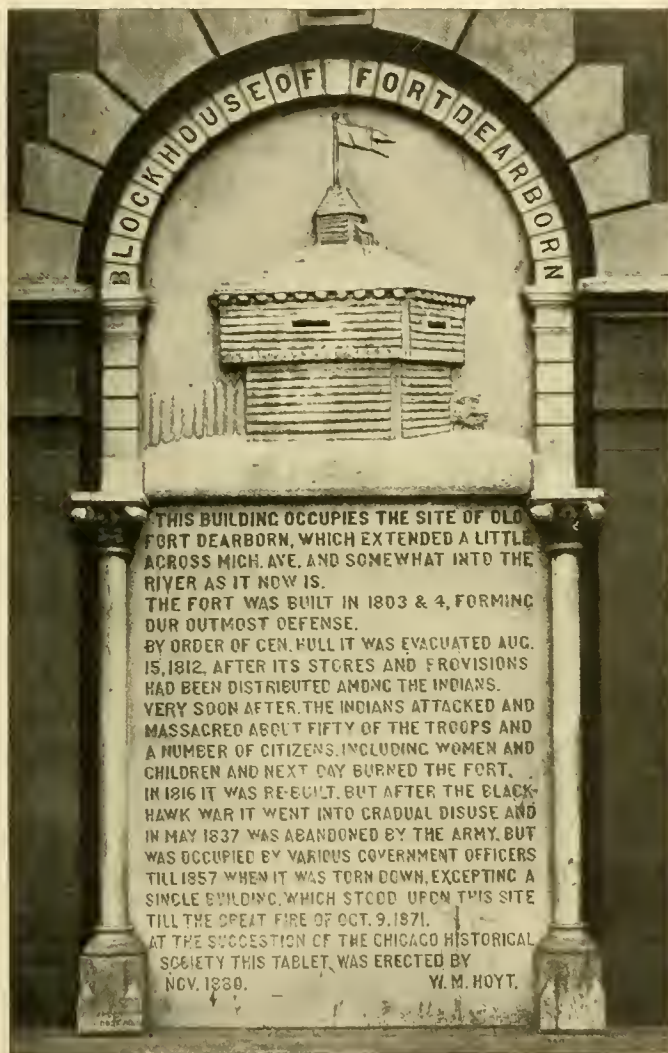 BLOCKHOUSE OF FORT DEARBORN
THIS BUILDING OCCUPIES THE SITE OF OLD
FORT DEARBORN, WHICH EXTENDED A LITTLE
ACROSS MICH. AVE. AND SOMEWHAT INTO THE
RIVER AS IT NOW IS.
THE FORT WAS BUILT IN 1803 & 4, FORMING
OUR OUTMOST DEFENSE.
BY ORDER OF GEN. HULL IT WAS EVACUATED AUG.
15, 1812, AFTER ITS STORES AND PROVISIONS
HAD BEEN DISTRIBUTED AMONG THE INDIANS.
VERY SOON AFTER, THE INDIANS ATTACKED AND
MASSACRED ABOUT FIFTY OF THE TROOPS AND
A NUMBER OF CITIZENS, INCLUDING WOMEN AND
CHILDREN AND NEXT DAY BURNED THE FORT.
IN 1816 IT WAS RE-BUILT, BUT AFTER THE BLACK-
HAWK WAR IT WENT INTO GRADUAL DISUSE AND
IN MAY 1837 WAS ABANDONED BY THE ARMY, BUT
WAS OCCUPIED BY VARIOUS GOVERNMENT OFFICERS
TILL 1857 WHEN IT WAS TORN DOWN, EXCEPTING A
SINGLE BUILDING, WHICH STOOD UPON THIS SITE
TILL THE GREAT FIRE OF OCT. 9, 1871.
AT THE SUGGESTION OF THE CHICAGO HISTORICAL
SOCIETY THIS TABLET WAS ERECTED BY
NOV. 1880. W. M. HOYT.